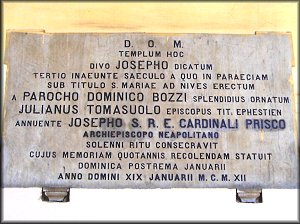 D. O. M.
TEMPLUM HOC
DIVO JOSEPHO DICATUM
TERTIO INAEUNTE SAECULO A QUO IN PARAECIAM
SUB TITULO S. MARIAE AD NIVES ERECTUM
A PAROCHO DOMINICO BOZZI SPLENDIDIUS ORNATUM
JULIANUS TOMASUOLO EPISCOPUS TIT. EPHESTIEN
ANNUENTE JOSEPHO S. R. E. CARDINALI PRISCO
ARCHIEPISCOPO NEAPOLITANO
SOLENNI RITU CONSECRAVIT
CUJUS MEMORIAM QUOTANNIS RECOLENDAM STATUIT
DOMINICA POSTREMA JANUARII
ANNO DOMINI XIX JANUARII M.C.M.XII